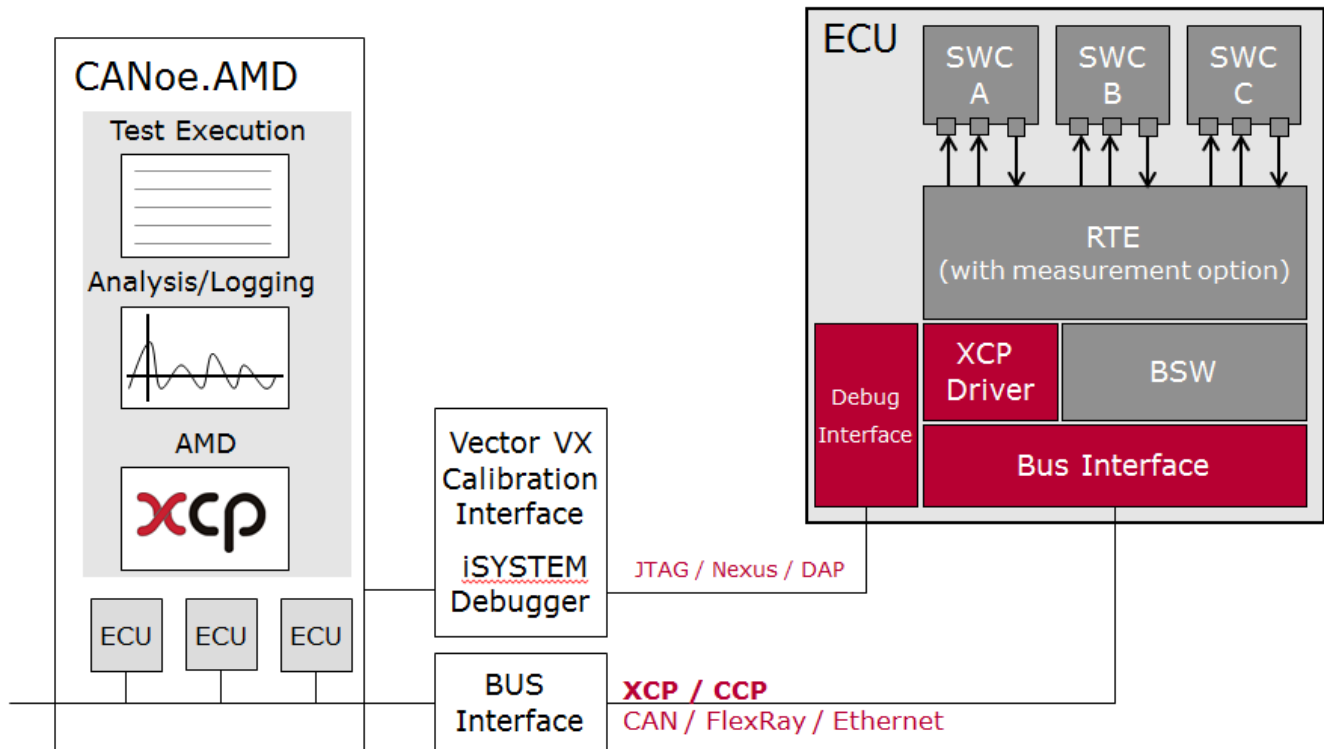 CANoe.AMD
Test Execution
Analysis/Logging
AMD
xcp
ECU
ECU
ECU
Vector VX
Calibration
Interface
iSYSTEM
Debugger
BUS
Interface
JTAG / Nexus / DAP
XCP / CCP
CAN / FlexRay / Ethernet
ECU
SWC
A
SWC
B
SWC
C
RTE
(with measurement option)
Debug
Interface
XCP
Driver
BSW
Bus Interface